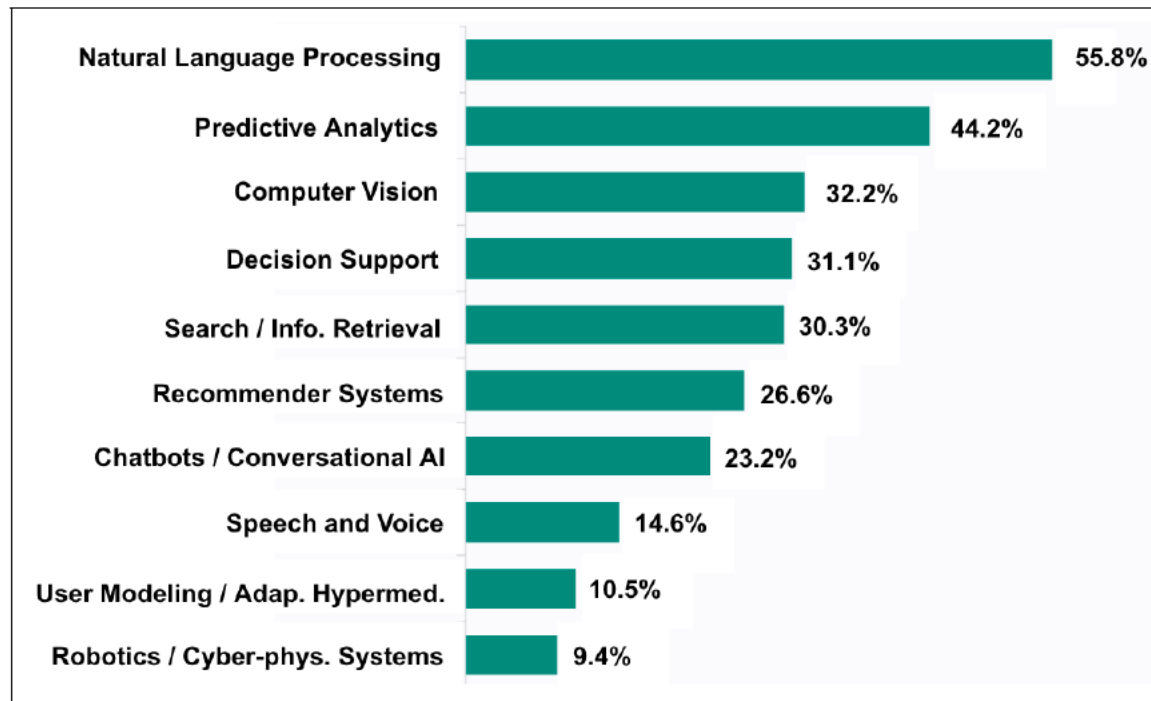 Natural Language Processing 55.8%
Predictive Analytics 44.2%
Computer Vision 32.2%
Decision Support 31.1%
Search / Info. Retrieval 30.3%
Recommender Systems 26.6%
Chatbots / Conversational AI 23.2%
Speech and Voice 14.6%
User Modeling / Adap. Hypermed. 10.5%
Robotics / Cyber-phys. Systems 9.4%